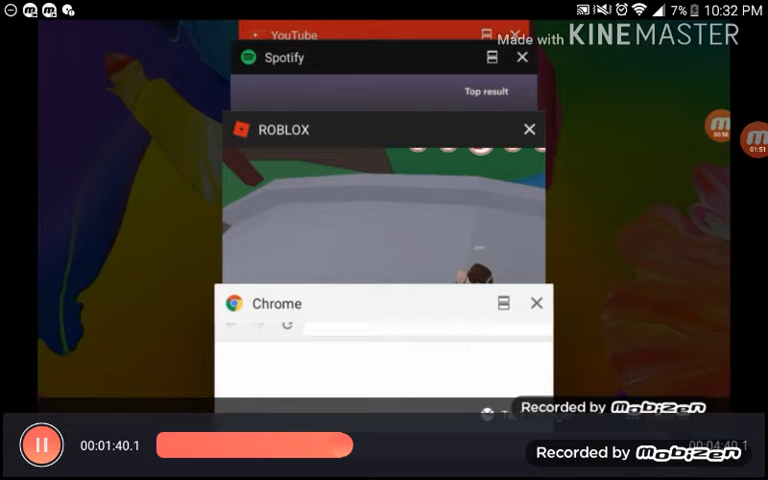 7% 10:32 PM
YouTube
Made with KINEMASTER
Spotify
Top result
ROBLOX
00:58
01:51
Chrome
Recorded by MOBIZEN
00:01:40.1
00:04:40.1
Recorded by MOBIZEN